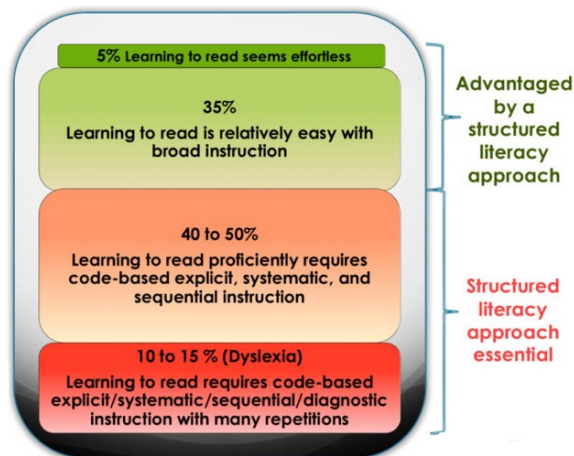 5% Learning to read seems effortless
35%
Learning to read is relatively easy with
broad instruction
40 to 50%
Learning to read proficiently requires
code-based explicit, systematic, and
sequential instruction
10 to 15 % (Dyslexia)
Learning to read requires code-based
explicit/systematic/sequential/diagnostic
instruction with many repetitions
Advantaged
by a
structured
literacy
approach
Structured
literacy
approach
essential